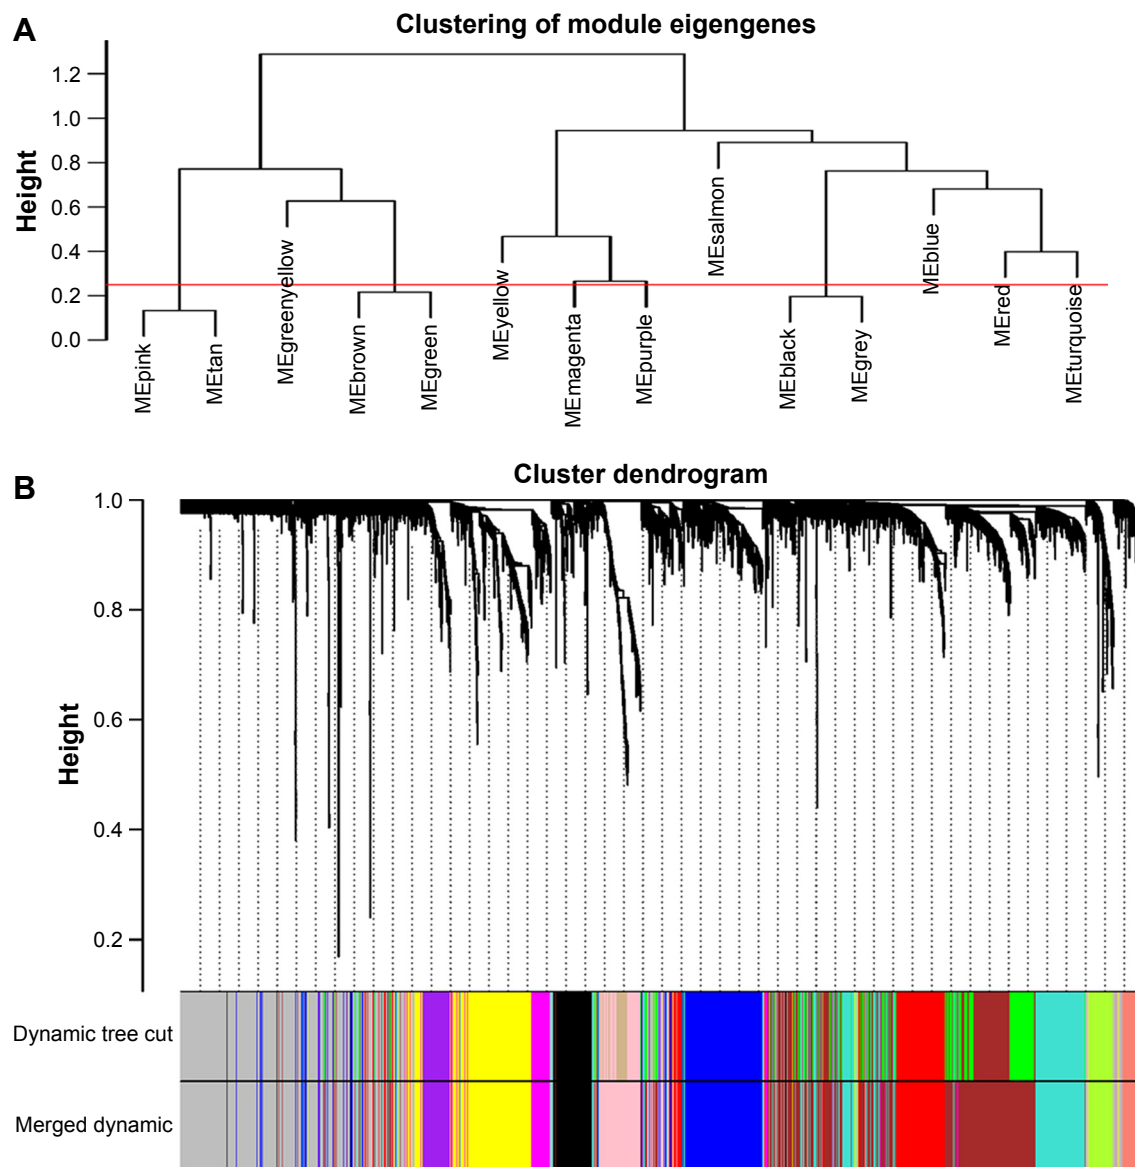 A
Clustering of module eigengenes
Height
1.2
1.0
0.8
0.6
0.4
0.2
0.0
MEpink
MEtan
MEgreenyellow
MEbrown
MEgreen
MEyellow
MEmagenta
MEpurple
MEsalmon
MEblack
MEgrey
MEblue
MEred
MEturquoise
B
Cluster dendrogram
Height
1.0
0.8
0.6
0.4
0.2
Dynamic tree cut
Merged dynamic